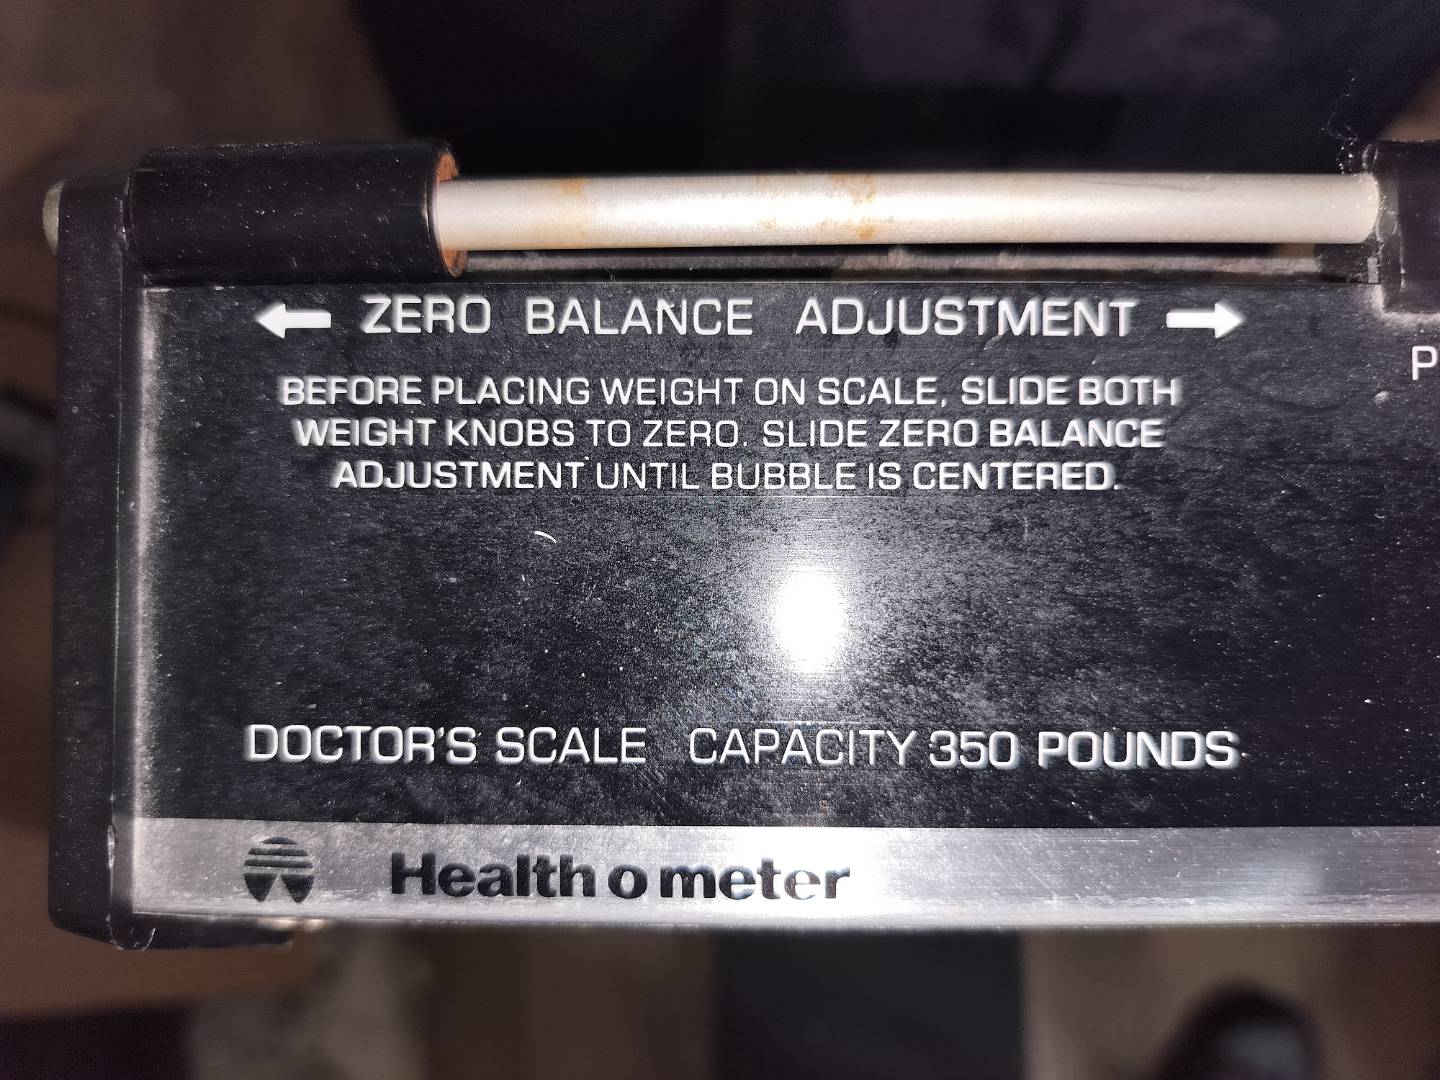 ← ZERO BALANCE ADJUSTMENT →
BEFORE PLACING WEIGHT ON SCALE, SLIDE BOTH
WEIGHT KNOBS TO ZERO. SLIDE ZERO BALANCE
ADJUSTMENT UNTIL BUBBLE IS CENTERED.
P
DOCTOR'S SCALE CAPACITY 350 POUNDS
Health o meter